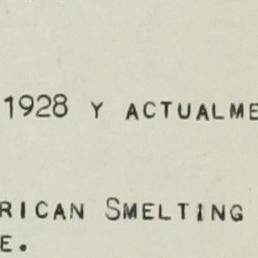 1928 Y ACTUALME
RICAN SMELTING
E.